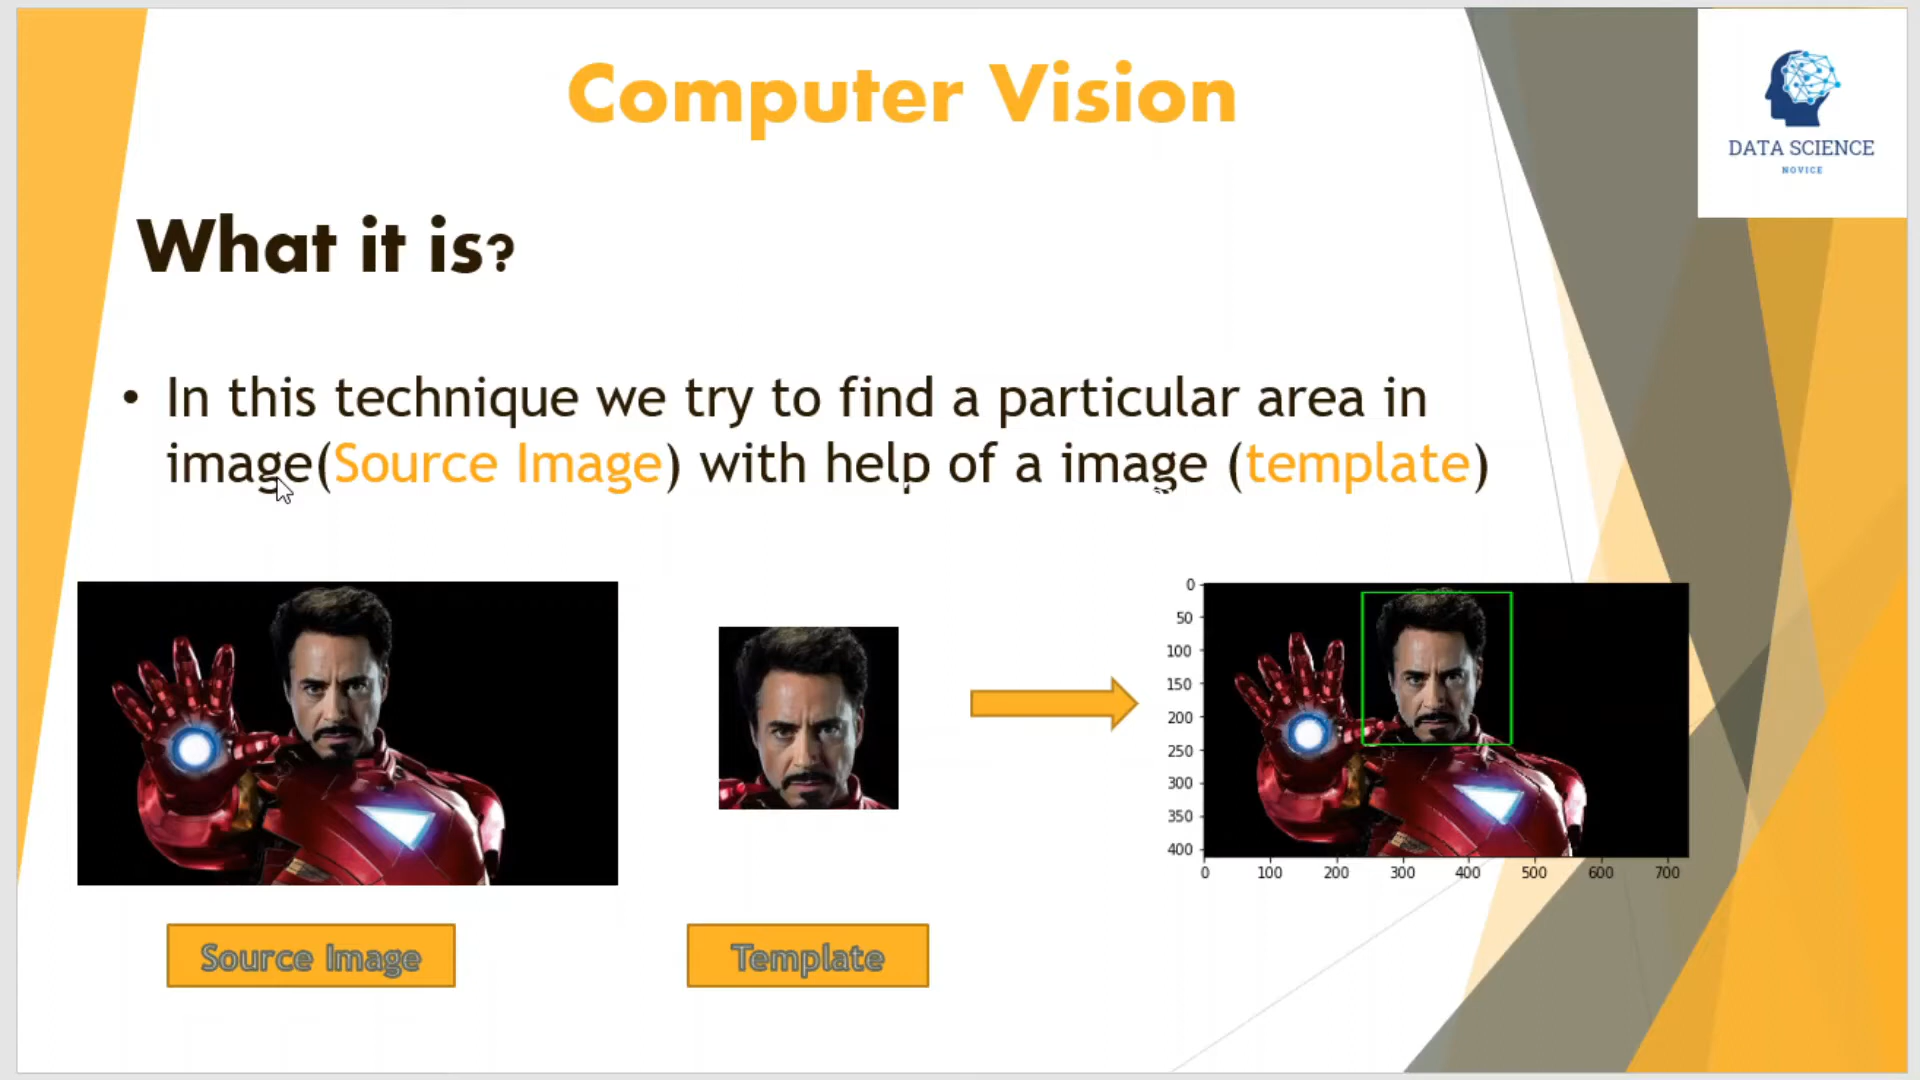 Computer Vision
DATA SCIENCE
NOVICE
What it is?
• In this technique we try to find a particular area in
image(Source Image) with help of a image (template)
0
50
100
150
200
250
300
350
400
0 100 200 300 400 500 600 700
Source Image
Template